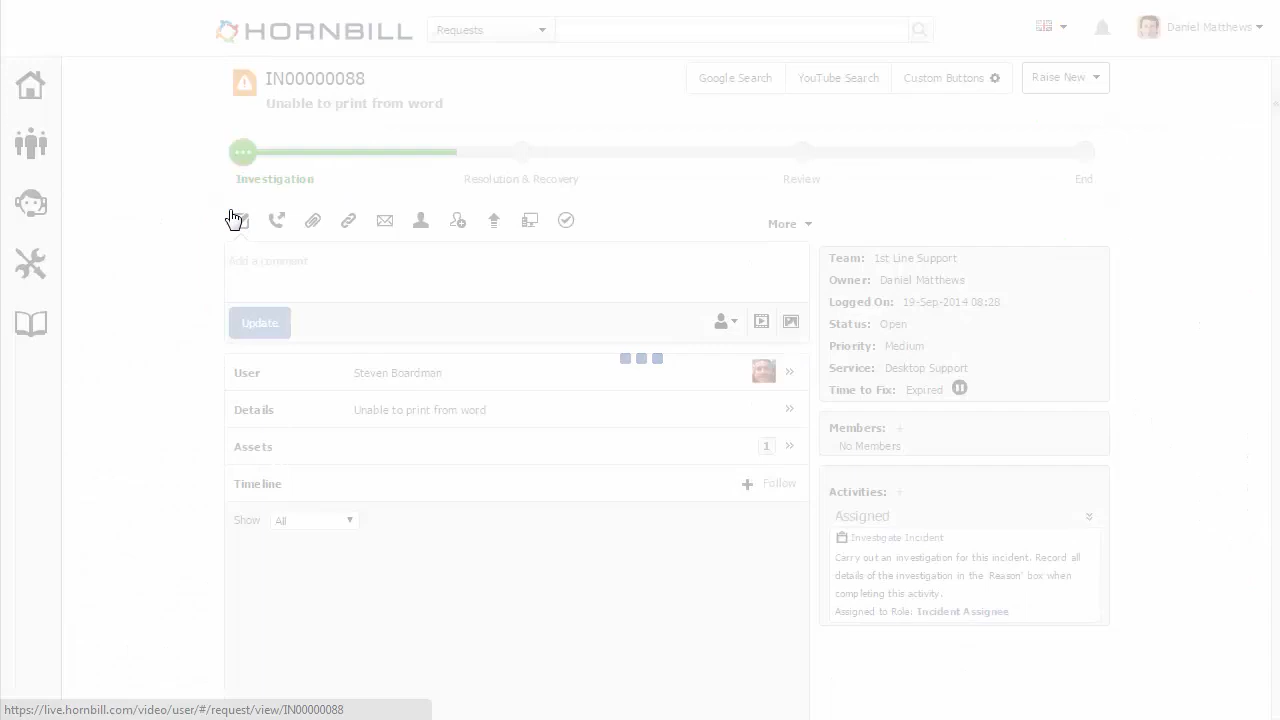 HORNBILL
Requests
Daniel Matthews
IN00000088
Unable to print from word
Google Search
YouTube Search
Custom Buttons
Raise New
Investigation
Resolution & Recovery
Review
End
More
Add a comment
Update
Team: 1st Line Support
Owner: Daniel Matthews
Logged On: 19-Sep-2014 08:28
Status: Open
Priority: Medium
Service: Desktop Support
Time to Fix: Expired
User Steven Boardman
Details Unable to print from word
Assets 1
Timeline
Follow
Show All
Members: +
No Members
Activities: +
Assigned
Investigate Incident
Carry out an investigation for this incident. Record all
details of the investigation in the 'Reason' box when
completing this activity.
Assigned to Role: Incident Assignee
https://live.hornbill.com/video/user/#/request/view/IN00000088